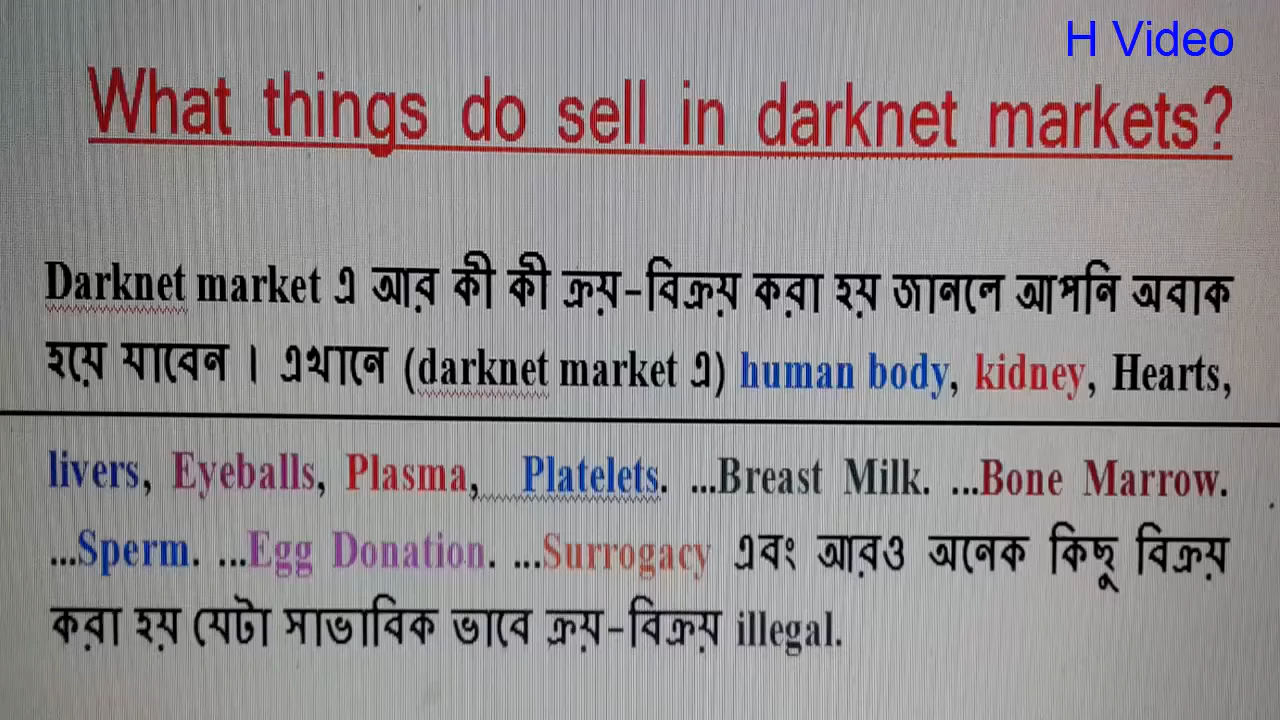 H Video
What things do sell in darknet markets?
Darknet market এ আর কী কী ক্রয়-বিক্রয় করা হয় জানলে আপনি অবাক
হয়ে যাবেন । এখানে (darknet market এ) human body, kidney, Hearts,
livers, Eyeballs, Plasma, Platelets. ...Breast Milk. ...Bone Marrow.
...Sperm. ...Egg Donation. ...Surrogacy এবং আরও অনেক কিছু বিক্রয়
করা হয় যেটা সাভাবিক ভাবে ক্রয়-বিক্রয় illegal.